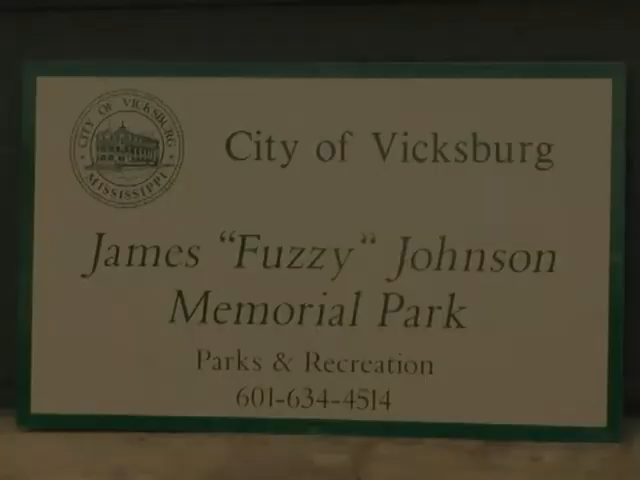 CITY OF VICKSBURG
MISSISSIPPI
City of Vicksburg
James “Fuzzy” Johnson
Memorial Park
Parks & Recreation
601-634-4514